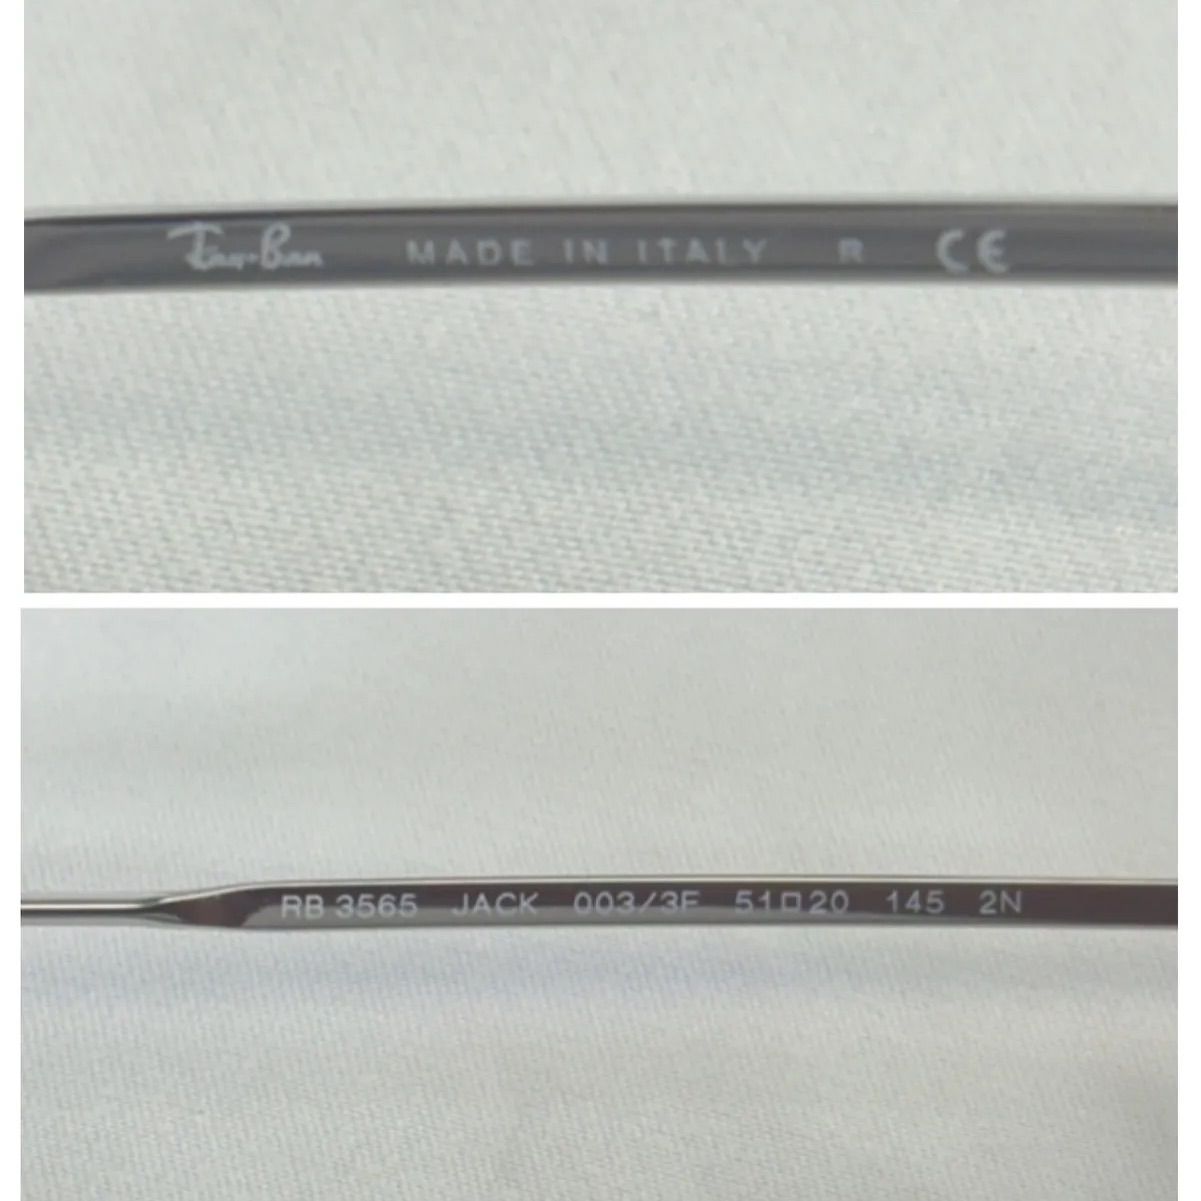 Ray-Ban MADE IN ITALY R CE
RB 3565 JACK 003/3F 51□20 145 2N